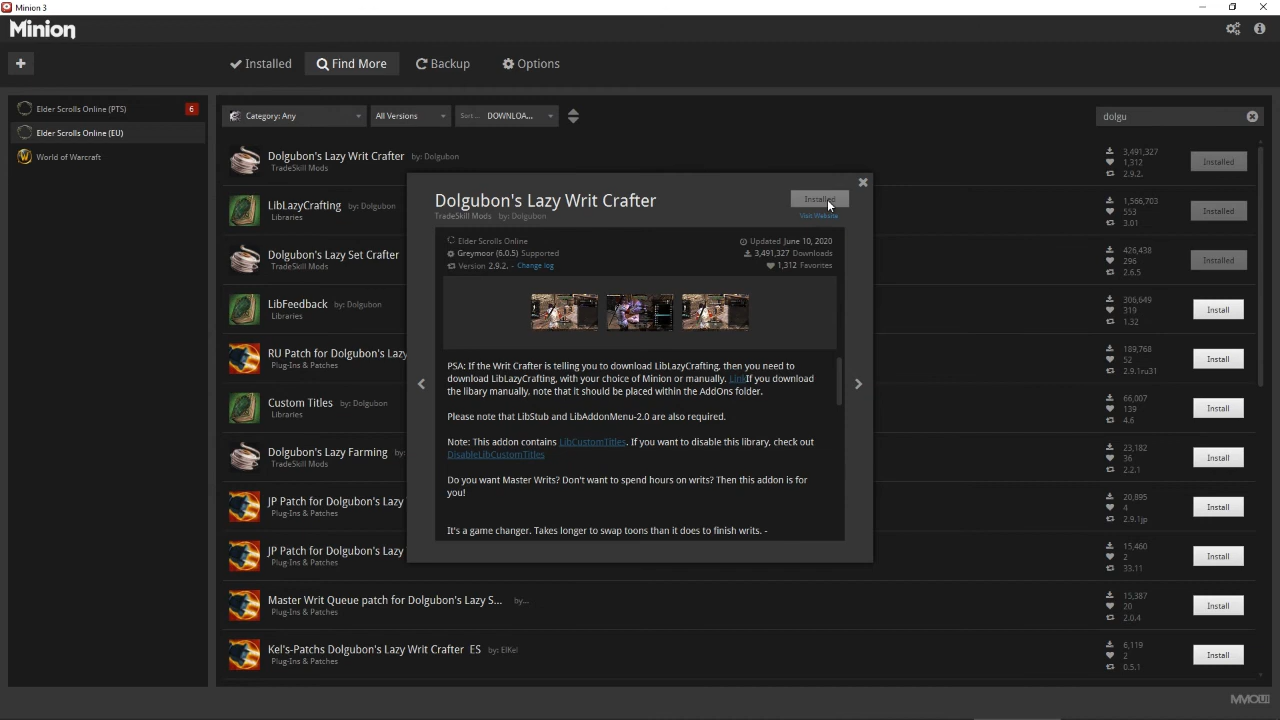 Minion 3
Minion
Installed
Find More
Backup
Options
Elder Scrolls Online (PTS)
6
Elder Scrolls Online (EU)
World of Warcraft
Category: Any
All Versions
Sort... DOWNLOA...
dolgu
Dolgubon's Lazy Writ Crafter by: Dolgubon
TradeSkill Mods
3,491,327
1,312
2.9.2.
Installed
LibLazyCrafting by: Dolgubon
Libraries
1,566,703
553
3.01
Installed
Dolgubon's Lazy Set Crafter
TradeSkill Mods
426,438
296
2.6.5
Installed
LibFeedback by: Dolgubon
Libraries
306,649
319
1.32
Install
RU Patch for Dolgubon's Lazy
Plug-Ins & Patches
189,768
52
2.9.1ru31
Install
Custom Titles by: Dolgubon
Libraries
66,007
139
4.6
Install
Dolgubon's Lazy Farming by:
TradeSkill Mods
23,182
36
2.2.1
Install
JP Patch for Dolgubon's Lazy
Plug-Ins & Patches
20,895
4
2.9.1jp
Install
JP Patch for Dolgubon's Lazy
Plug-Ins & Patches
15,460
2
33.11
Install
Master Writ Queue patch for Dolgubon's Lazy S... by...
Plug-Ins & Patches
15,387
20
2.0.4
Install
Kel's-Patchs Dolgubon's Lazy Writ Crafter ES by: ElKel
Plug-Ins & Patches
6,119
2
0.5.1
Install
Dolgubon's Lazy Writ Crafter
TradeSkill Mods by: Dolgubon
Installed
Visit Website
Elder Scrolls Online
Greymoor (6.0.5) Supported
Version 2.9.2. - Change log
Updated June 10, 2020
3,491,327 Downloads
1,312 Favorites
PSA: If the Writ Crafter is telling you to download LibLazyCrafting, then you need to
download LibLazyCrafting, with your choice of Minion or manually. LinkIf you download
the libary manually, note that it should be placed within the AddOns folder.
Please note that LibStub and LibAddonMenu-2.0 are also required.
Note: This addon contains LibCustomTitles. If you want to disable this library, check out
DisableLibCustomTitles
Do you want Master Writs? Don't want to spend hours on writs? Then this addon is for
you!
It's a game changer. Takes longer to swap toons than it does to finish writs. -
MMOUI